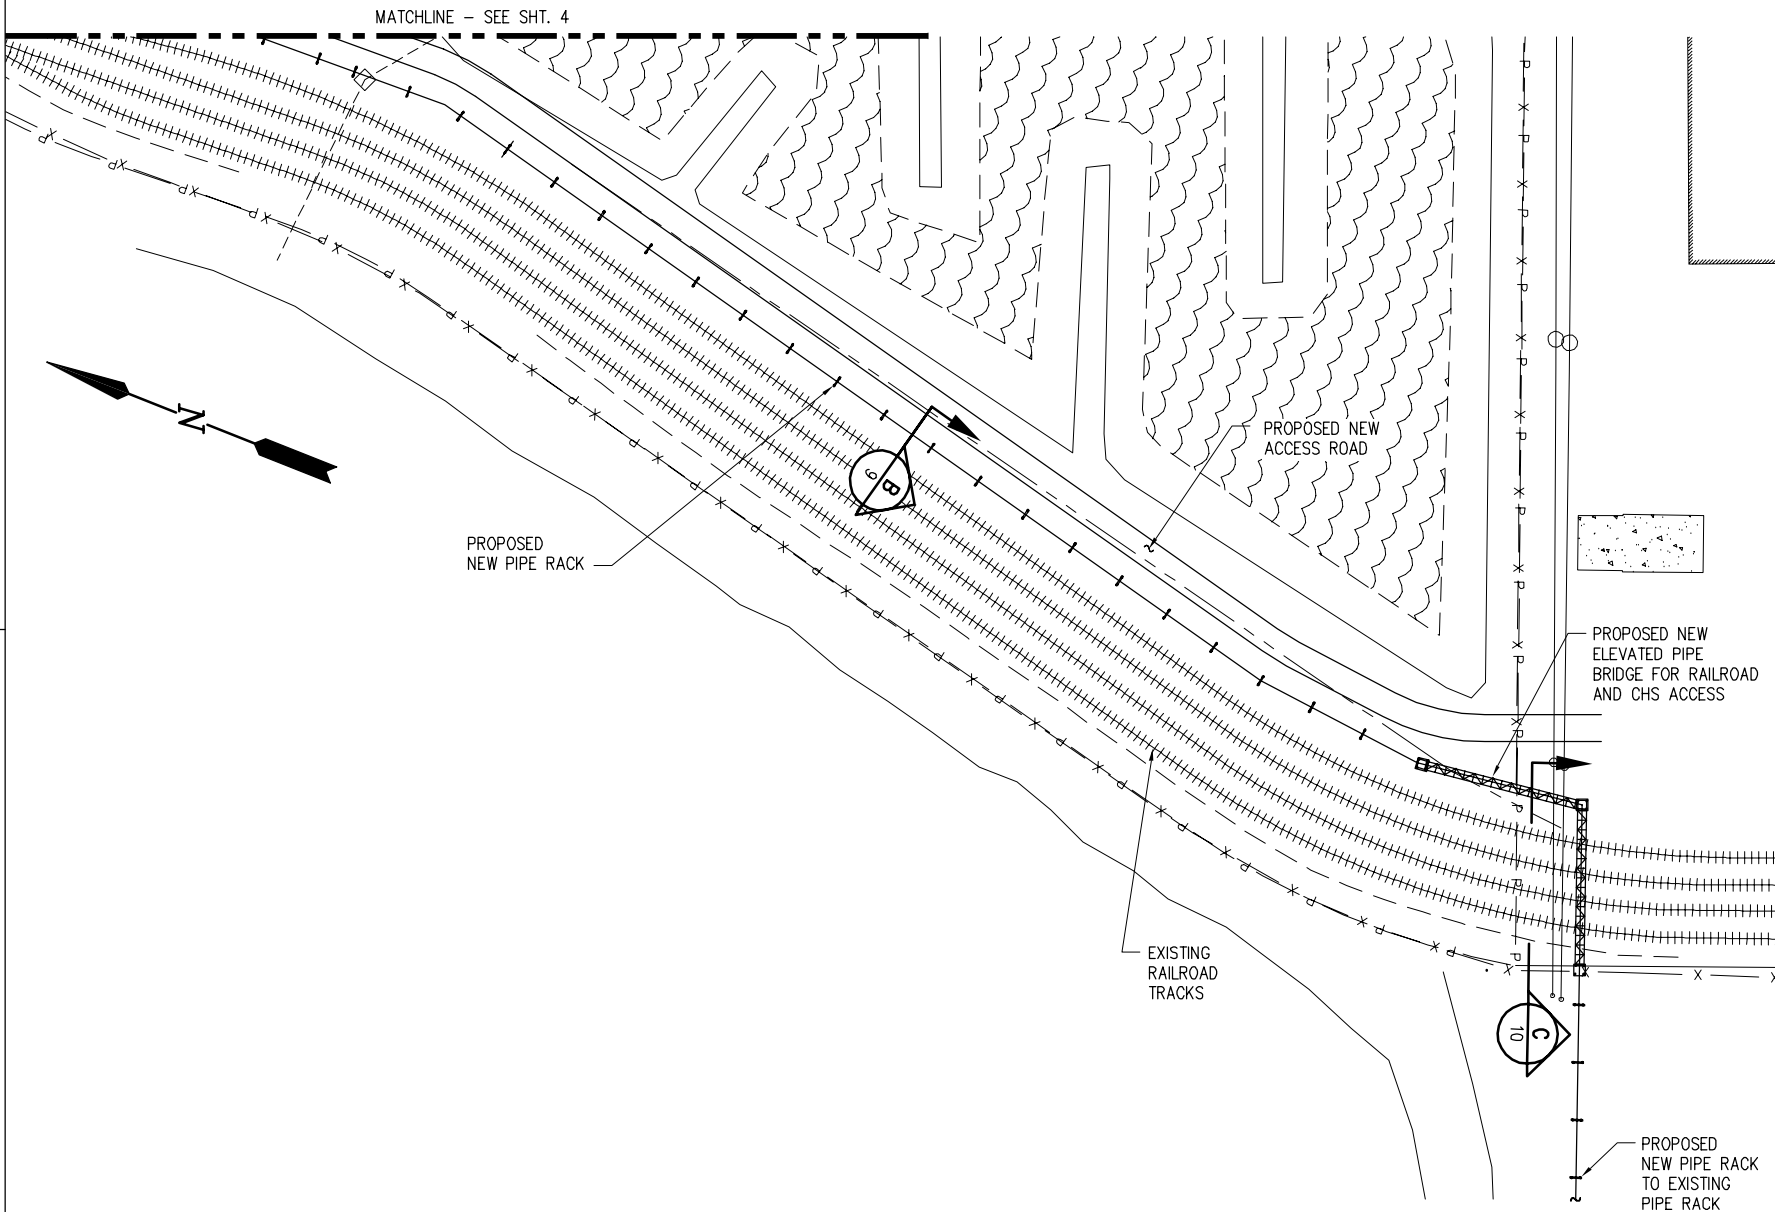 MATCHLINE - SEE SHT. 4
N
B
9
PROPOSED NEW
ACCESS ROAD
PROPOSED
NEW PIPE RACK
PROPOSED NEW
ELEVATED PIPE
BRIDGE FOR RAILROAD
AND CHS ACCESS
EXISTING
RAILROAD
TRACKS
C
10
PROPOSED
NEW PIPE RACK
TO EXISTING
PIPE RACK